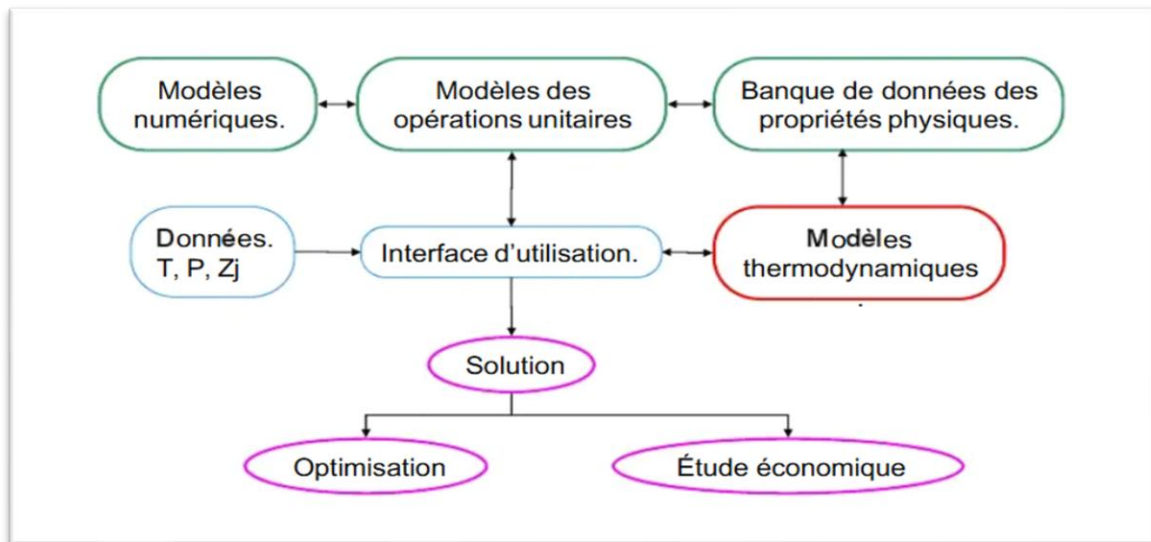 Modèles
numériques.
Modèles des
opérations unitaires
Banque de données des
propriétés physique.
Données.
T, P, Zj
Interface d'utilisation.
Modèles
thermodynamiques
.
Solution
Optimisation
Étude économique